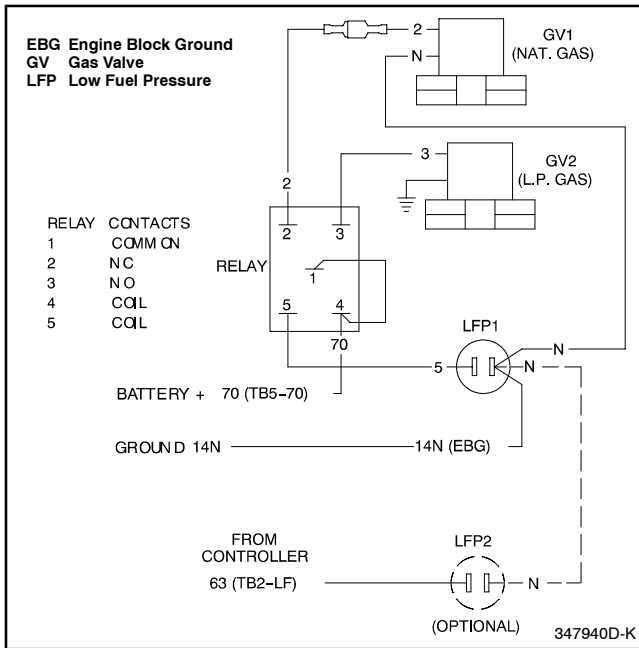 EBG Engine Block Ground
GV Gas Valve
LFP Low Fuel Pressure
2
GV1
(NAT. GAS)
N
3
GV2
(L.P. GAS)
2
RELAY CONTACTS
1 COMMON
2 NC
3 NO
4 COIL
5 COIL
RELAY
2
3
1
5
4
70
LFP1
5
N
N
BATTERY + 70 (TB5-70)
GROUND 14N
14N (EBG)
FROM
CONTROLLER
63 (TB2-LF)
LFP2
N
(OPTIONAL)
347940D-K